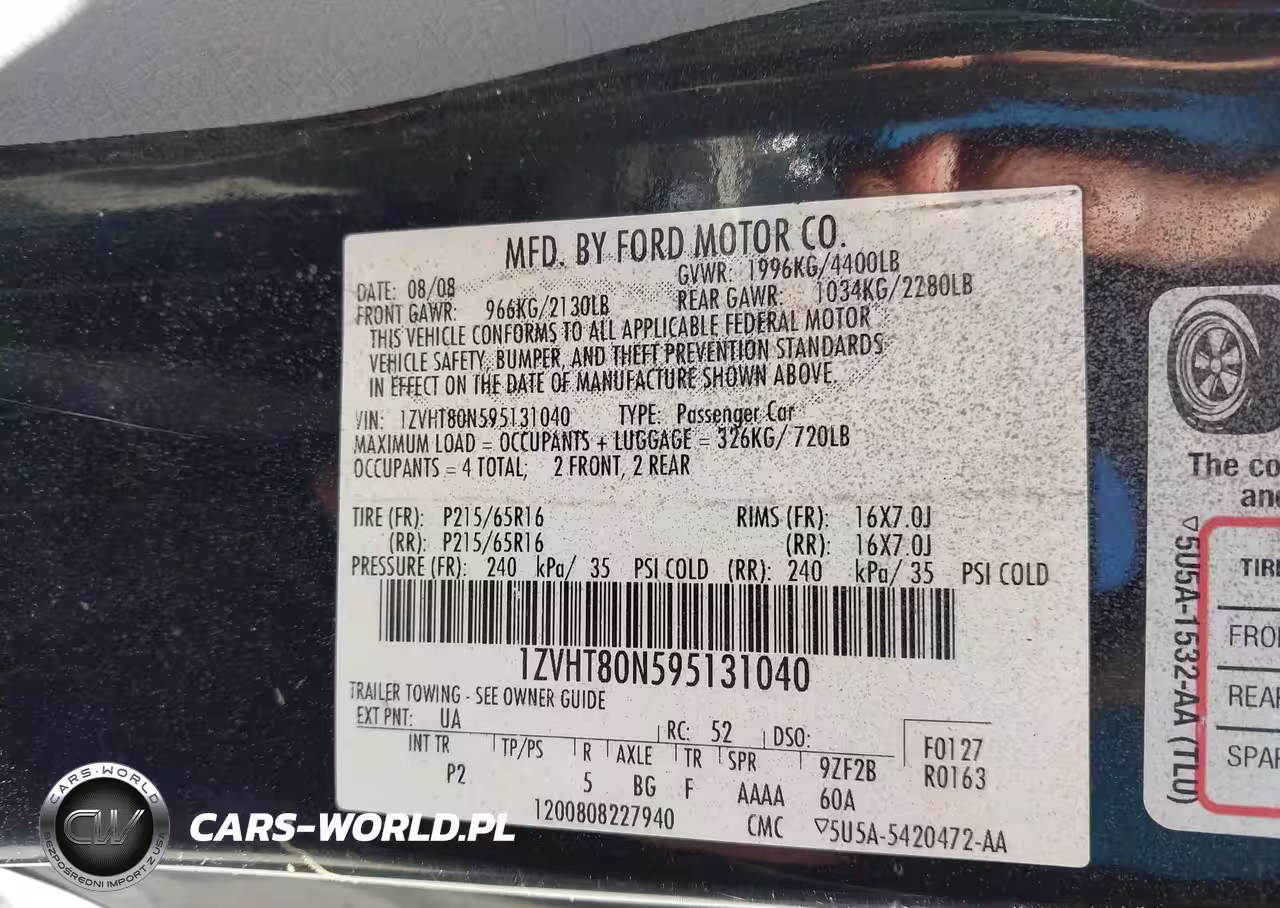 MFD. BY FORD MOTOR CO.
DATE: 08/08 GVWR: 1996KG/4400LB
FRONT GAWR: 966KG/2130LB REAR GAWR: 1034KG/2280LB
THIS VEHICLE CONFORMS TO ALL APPLICABLE FEDERAL MOTOR
VEHICLE SAFETY, BUMPER, AND THEFT PREVENTION STANDARDS
IN EFFECT ON THE DATE OF MANUFACTURE SHOWN ABOVE.
VIN: 1ZVHT80N595131040 TYPE: Passenger Car
MAXIMUM LOAD = OCCUPANTS + LUGGAGE = 326KG/720LB
OCCUPANTS = 4 TOTAL; 2 FRONT, 2 REAR
TIRE (FR): P215/65R16 RIMS (FR): 16X7.0J
(RR): P215/65R16 (RR): 16X7.0J
PRESSURE (FR): 240 kPa/ 35 PSI COLD (RR): 240 kPa/ 35 PSI COLD
1ZVHT80N595131040
TRAILER TOWING - SEE OWNER GUIDE
EXT PNT: UA RC: 52 DSO:
INT TR TP/PS R AXLE TR SPR 9ZF2B F0127
P2 5 BG F AAAA 60A R0163
1200808227940 CMC ▽5U5A-5420472-AA
The co
and
▽5U5A-1532-AA (TLU)
TIRE
FRO
REAR
SPAR
CARS-WORLD
CW
BEZPOŚREDNI IMPORT Z USA
CARS-WORLD.PL